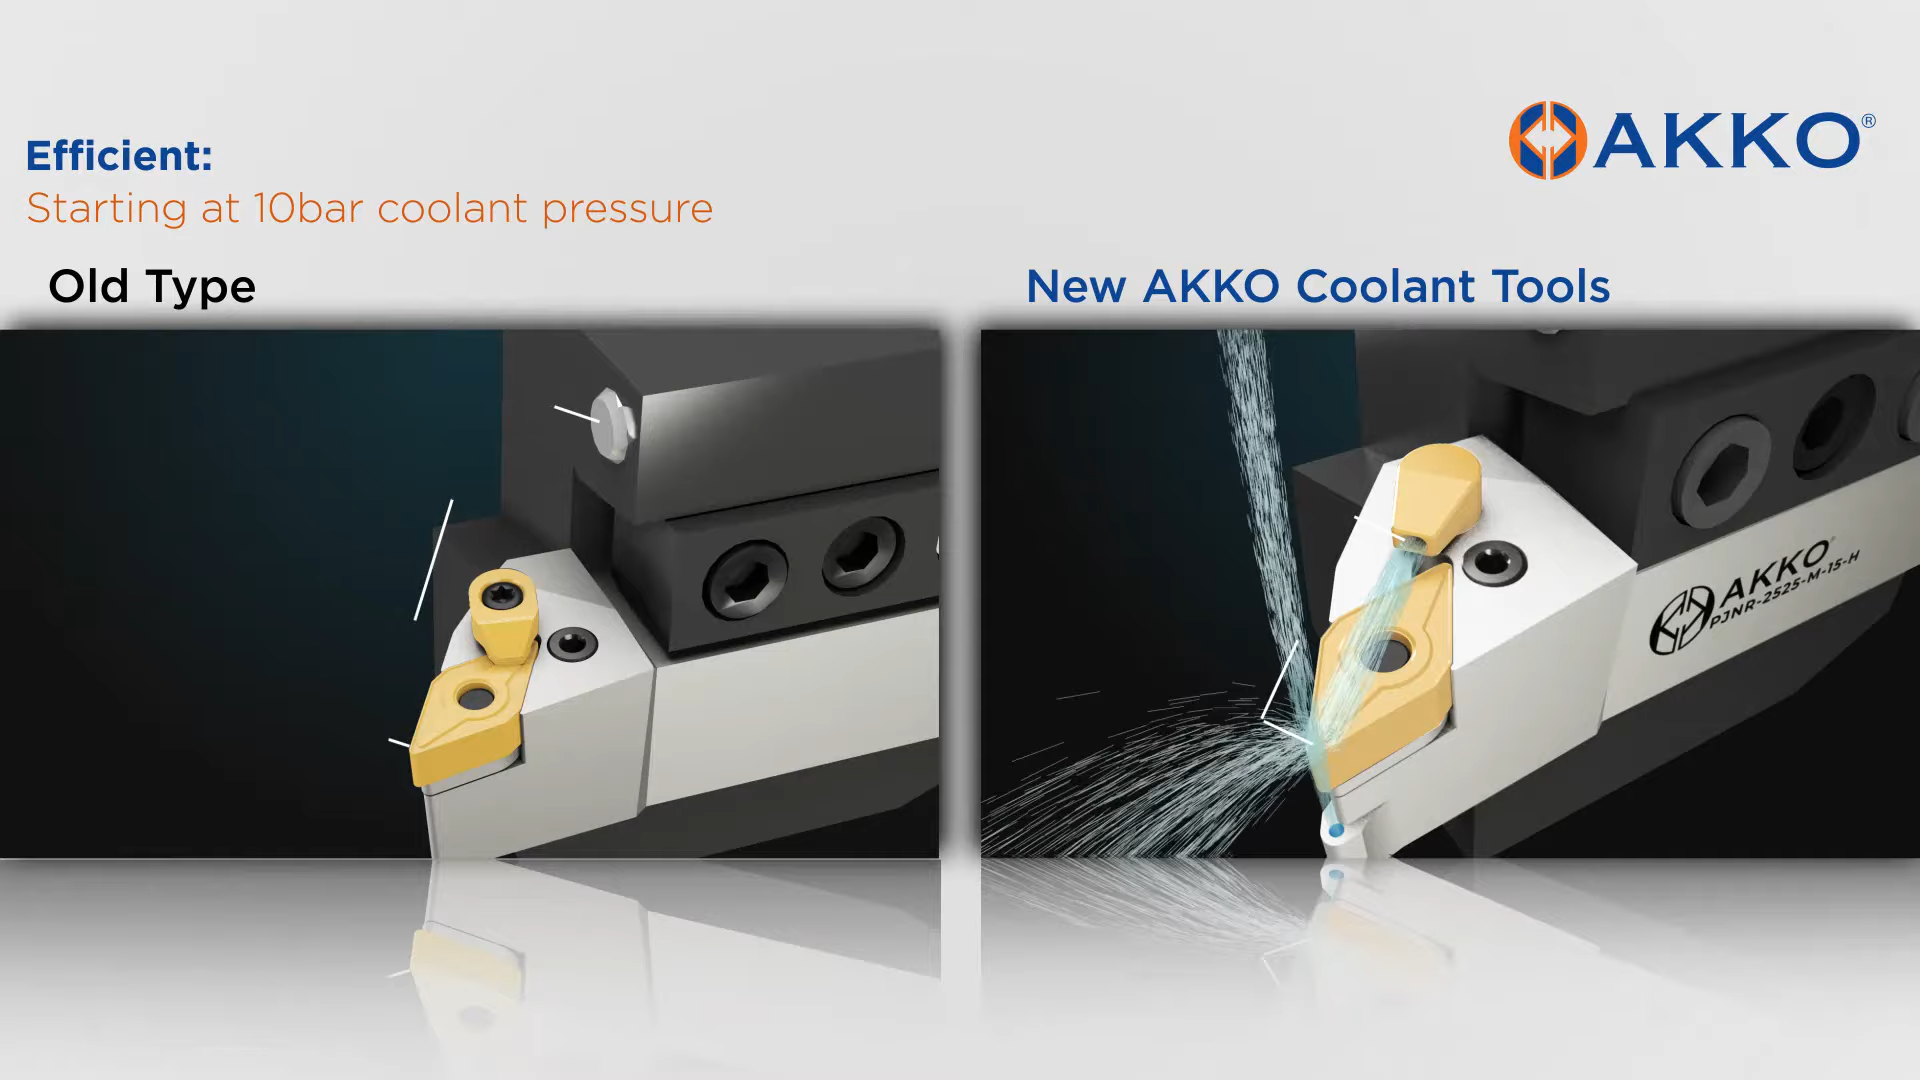 Efficient:
Starting at 10bar coolant pressure
AKKO®
Old Type
New AKKO Coolant Tools
AKKO®
PJNR-2525-M-15-H